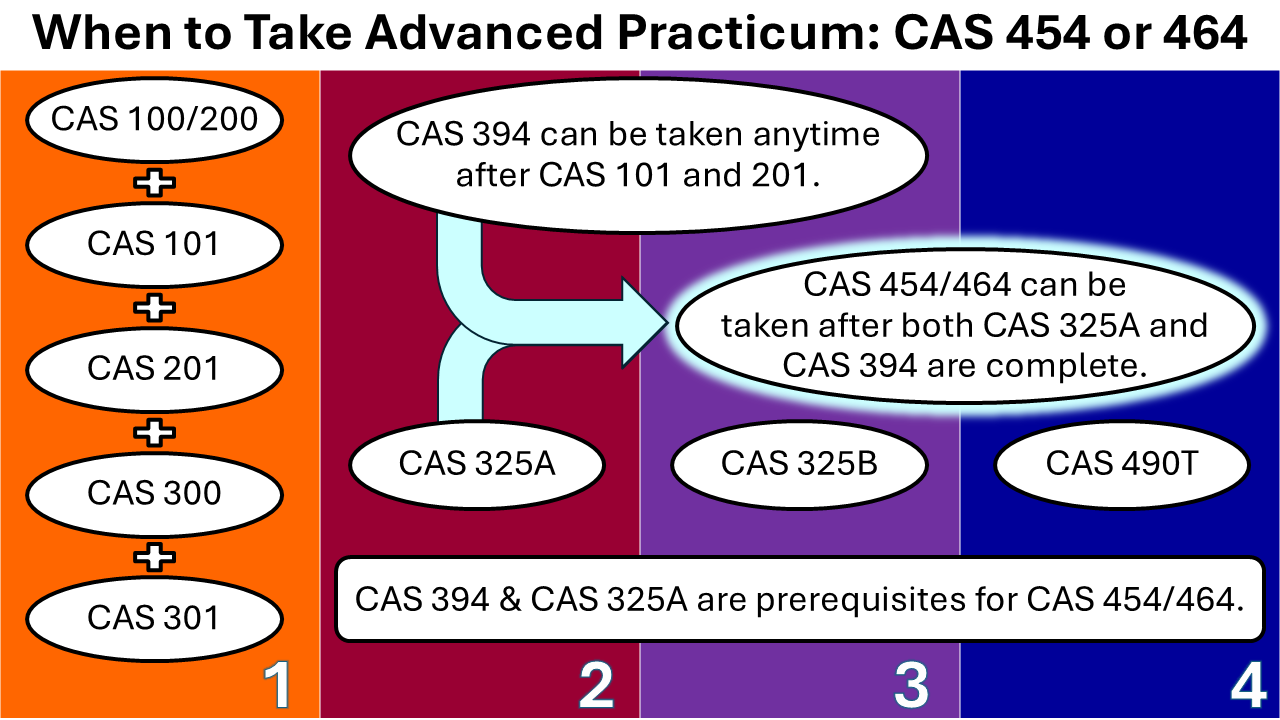 When to Take Advanced Practicum: CAS 454 or 464
CAS 100/200
+
CAS 101
+
CAS 201
+
CAS 300
+
CAS 301
1
CAS 394 can be taken anytime
after CAS 101 and 201.
CAS 454/464 can be
taken after both CAS 325A and
CAS 394 are complete.
CAS 325A
CAS 325B
CAS 490T
CAS 394 & CAS 325A are prerequisites for CAS 454/464.
2
3
4